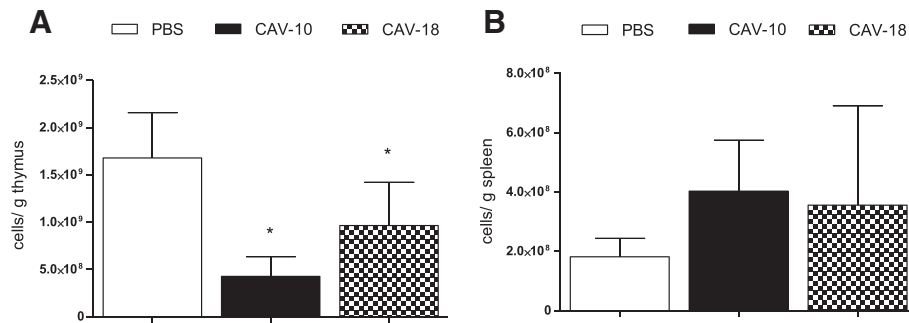 A
PBS CAV-10 CAV-18
2.5×10⁹
2.0×10⁹
1.5×10⁹
1.0×10⁹
5.0×10⁸
0
cells/ g thymus
*
*
B
PBS CAV-10 CAV-18
8.0×10⁸
6.0×10⁸
4.0×10⁸
2.0×10⁸
0
cells/ g spleen